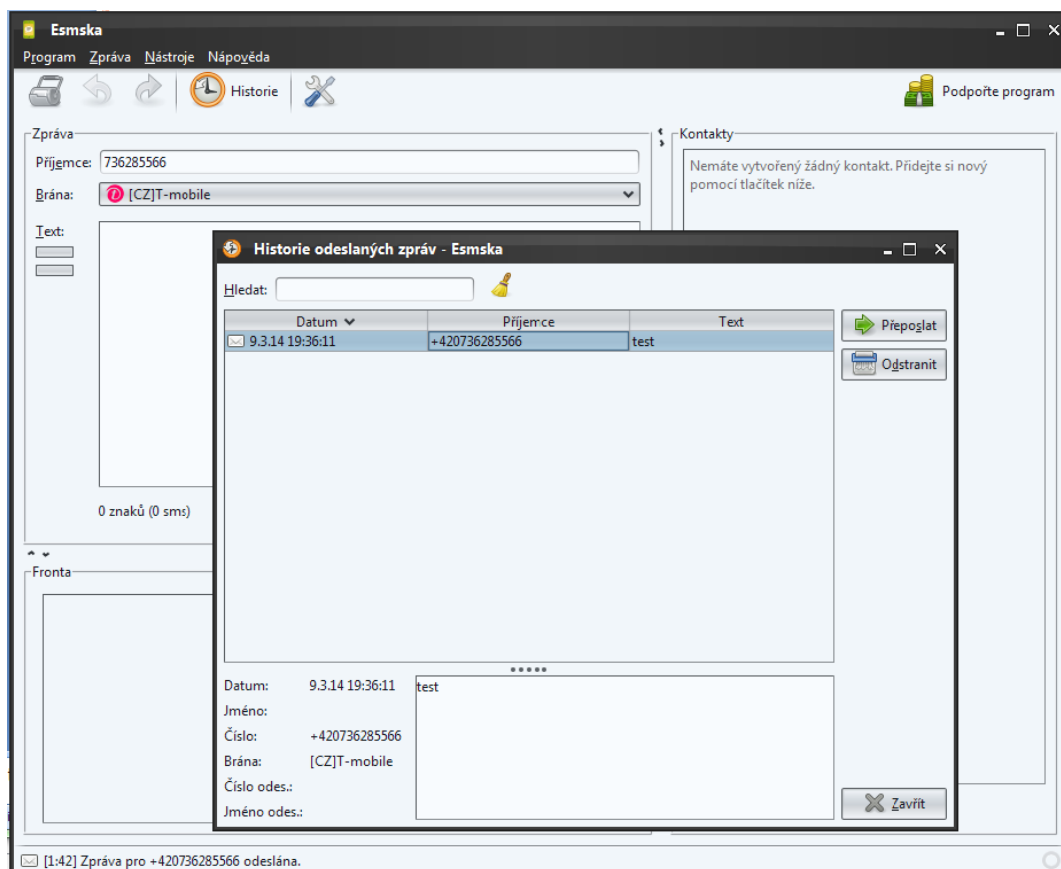 Esmska
Program Zpráva Nástroje Nápověda
Historie
Podpořte program
Zpráva
Příjemce: 736285566
Brána: [CZ]T-mobile
Text:
0 znaků (0 sms)
Fronta
Kontakty
Nemáte vytvořený žádný kontakt. Přidejte si nový
pomocí tlačítek níže.
Historie odeslaných zpráv - Esmska
Hledat:
Datum Příjemce Text
9.3.14 19:36:11 +420736285566 test
Přeposlat
Odstranit
Datum: 9.3.14 19:36:11
Jméno:
Číslo: +420736285566
Brána: [CZ]T-mobile
Číslo odes.:
Jméno odes.:
test
Zavřít
[1:42] Zpráva pro +420736285566 odeslána.